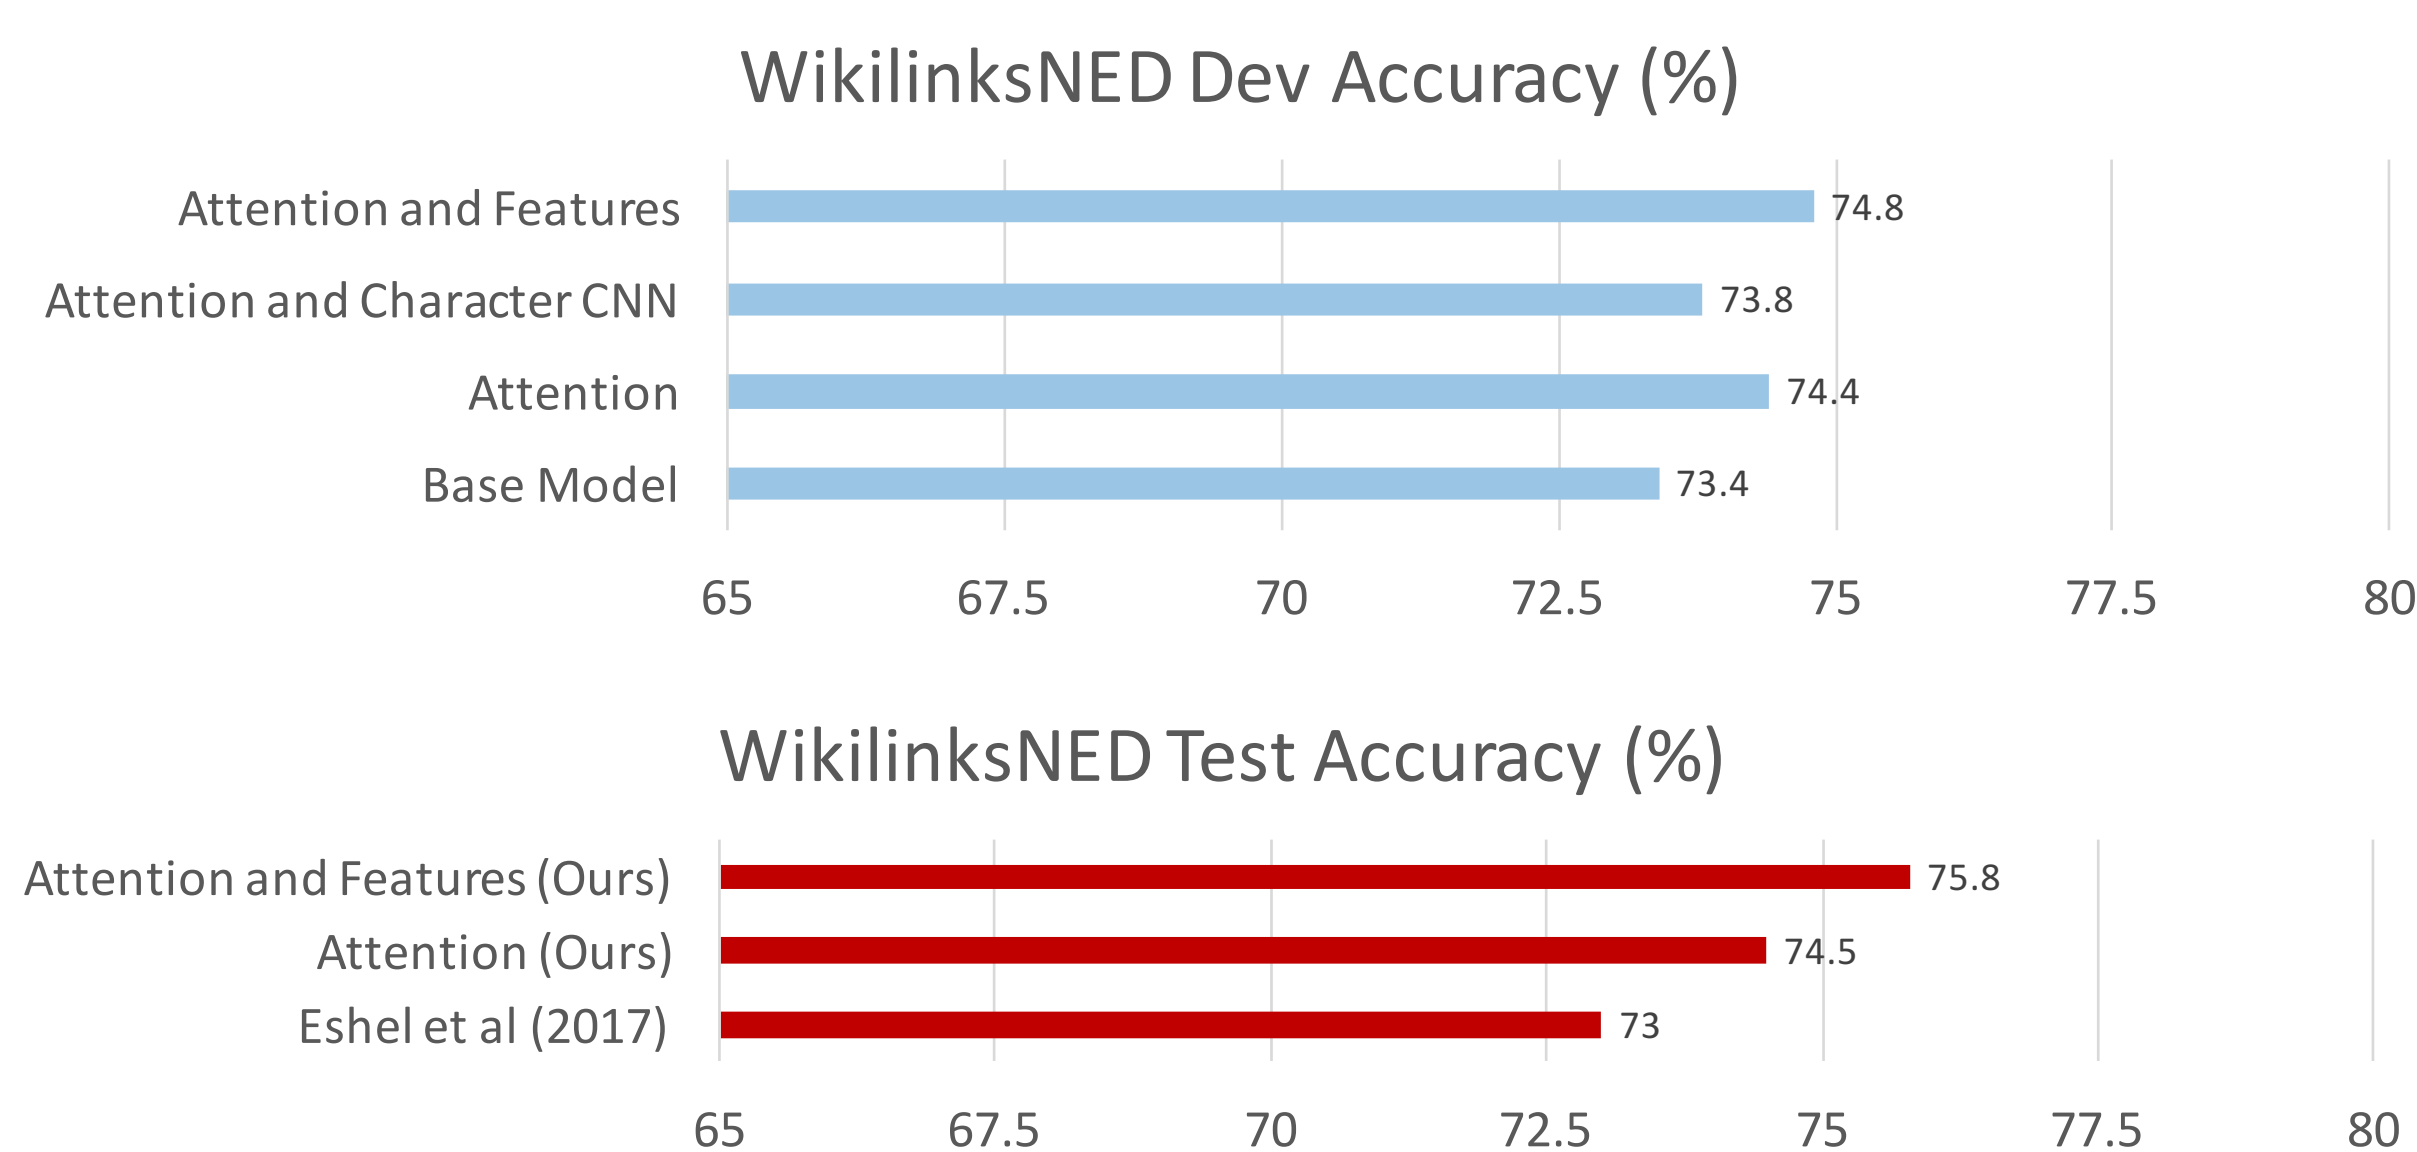 WikilinksNED Dev Accuracy (%)
Attention and Features 74.8
Attention and Character CNN 73.8
Attention 74.4
Base Model 73.4
65 67.5 70 72.5 75 77.5 80
WikilinksNED Test Accuracy (%)
Attention and Features (Ours) 75.8
Attention (Ours) 74.5
Eshel et al (2017) 73
65 67.5 70 72.5 75 77.5 80